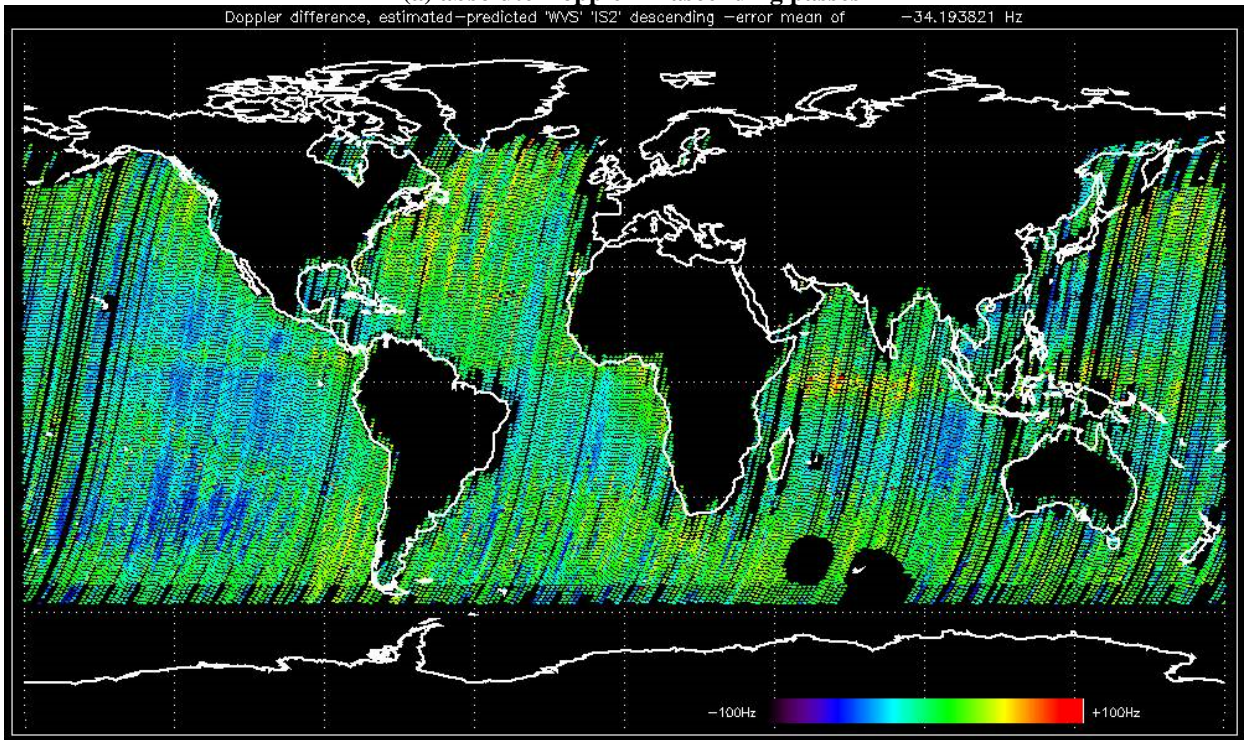 Doppler difference, estimated-predicted 'WVS' 'IS2' descending -error mean of -34.193821 Hz
-100Hz
+100Hz